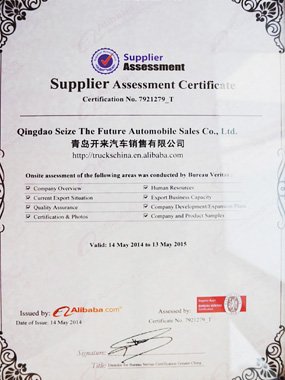 Supplier
Assessment
Supplier Assessment Certificate
Certification No. 7921279_T
Qingdao Seize The Future Automobile Sales Co., Ltd.
青岛开来汽车销售有限公司
http://truckschina.en.alibaba.com/
Onsite assessment of the following areas was conducted by Bureau Veritas :
Company Overview
Human Resources
Current Export Situation
Export Business Capacity
Quality Assurance
Company Development/Expansion Plans
Certification & Photos
Company and Product Samples
Valid: 14 May 2014 to 13 May 2015
Issued by: Alibaba.com
Date of Issue: 14 May 2014
Assessed by:
Certificate No. 7921279_T
Signature:
Title: